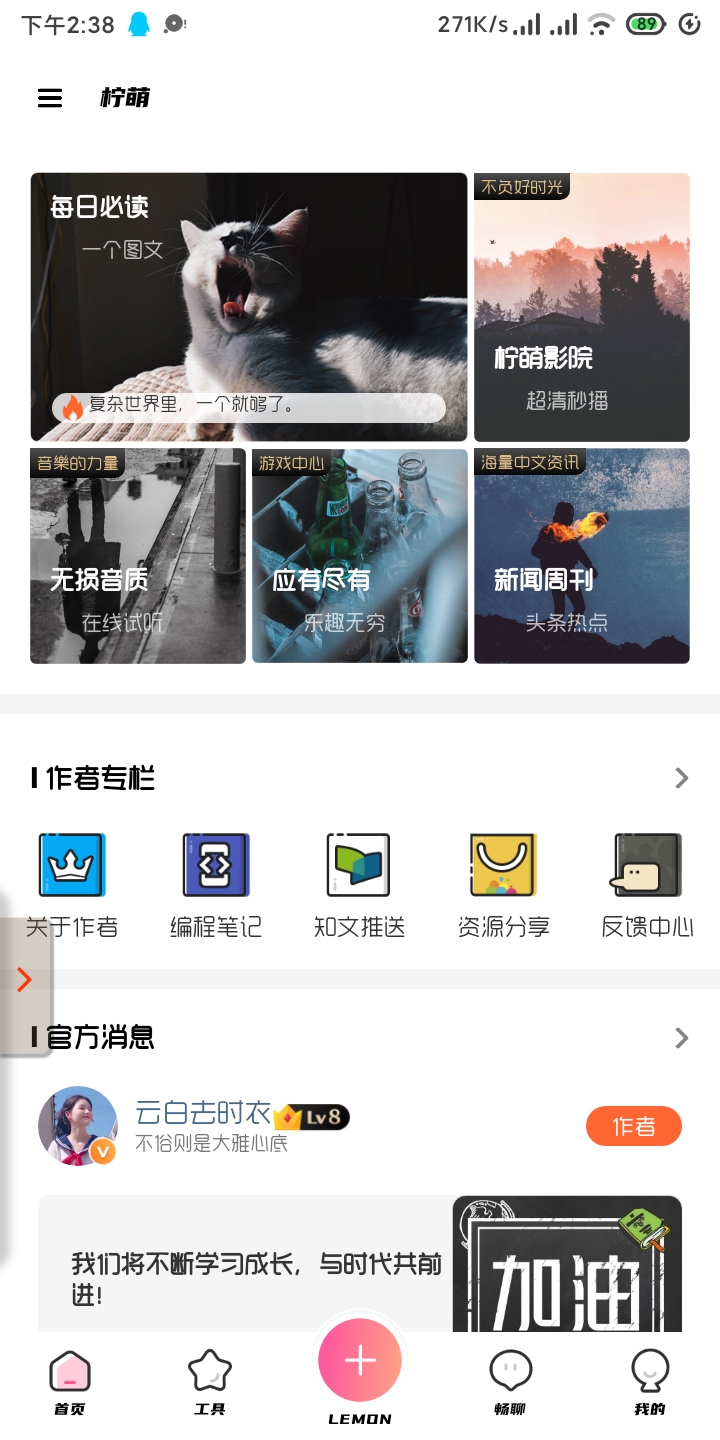 下午2:38
271K/s
89
柠萌
每日必读
一个图文
复杂世界里，一个就够了。
不负好时光
柠萌影院
超清秒播
音樂的力量
无损音质
在线试听
游戏中心
应有尽有
乐趣无穷
海量中文资讯
新闻周刊
头条热点
作者专栏
关于作者
编程笔记
知文推送
资源分享
反馈中心
官方消息
云白去时衣
Lv8
不俗则是大雅心底
作者
我们将不断学习成长，与时代共前
进！
加油
首页
工具
LEMON
畅聊
我的